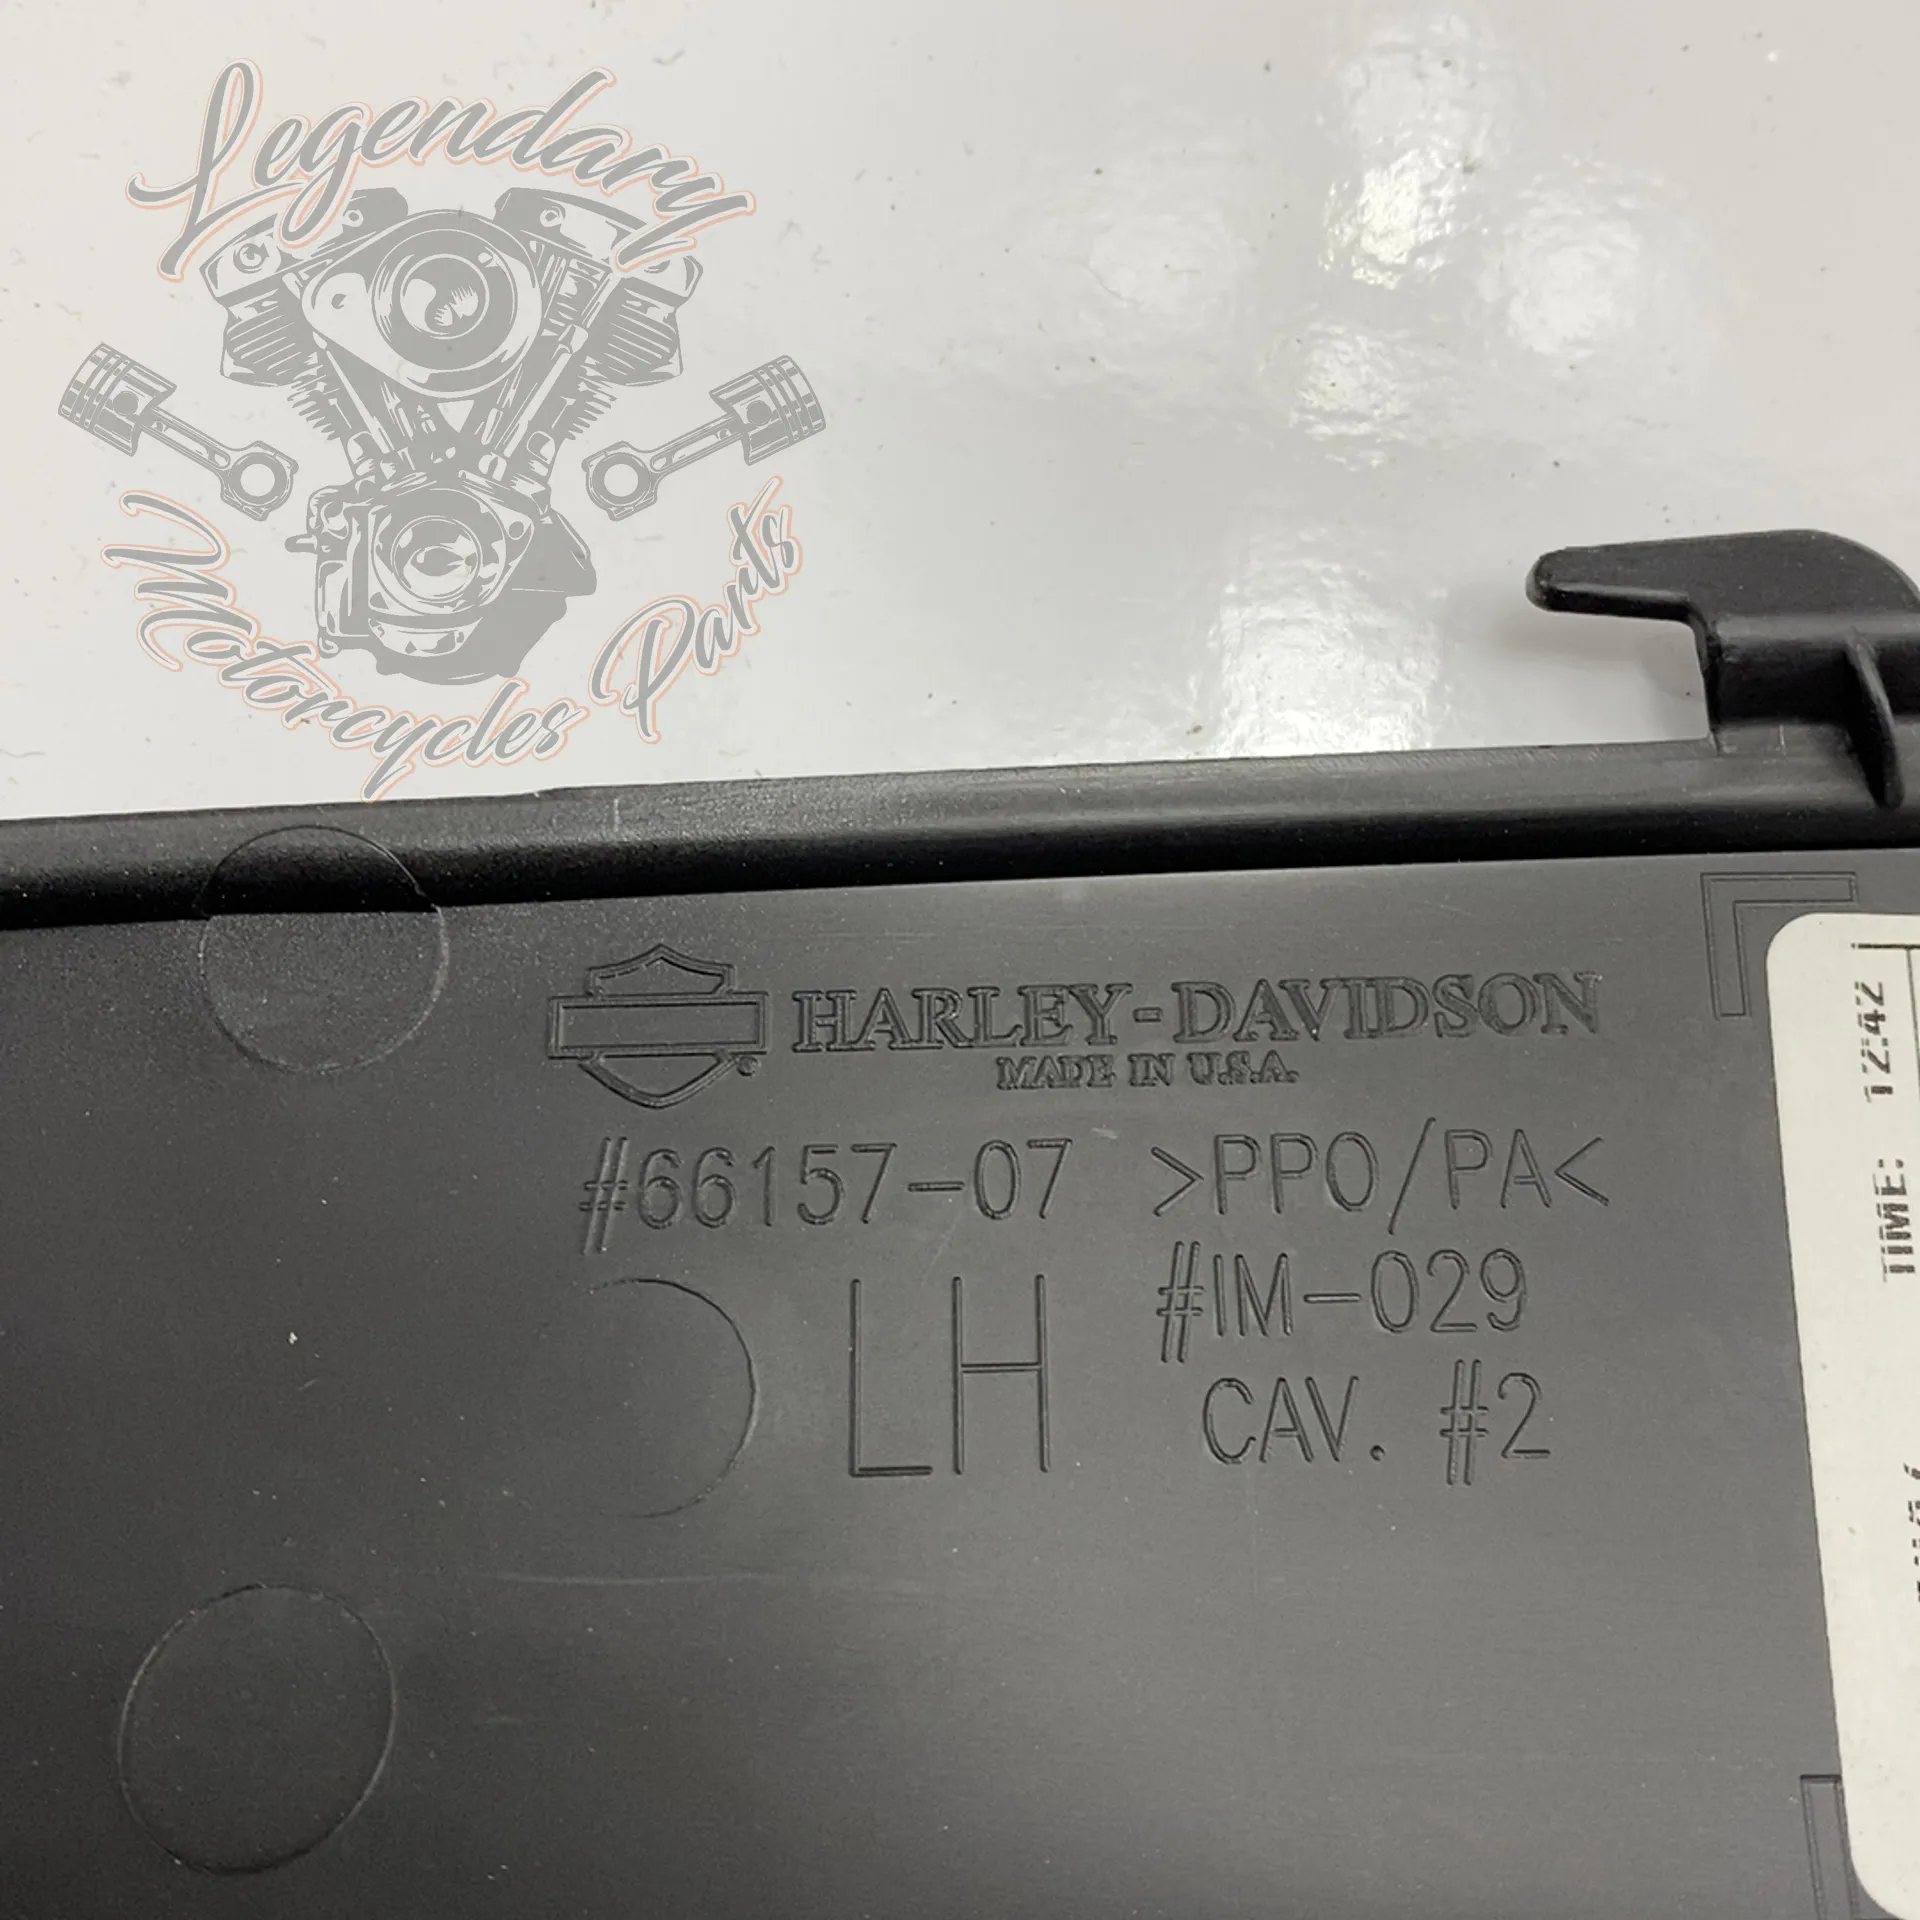 Legendary
Motorcycles Parts
HARLEY-DAVIDSON
MADE IN U.S.A.
#66157-07 >PPO/PA<
#IM-029
LH
CAV. #2
TIME: 12:42